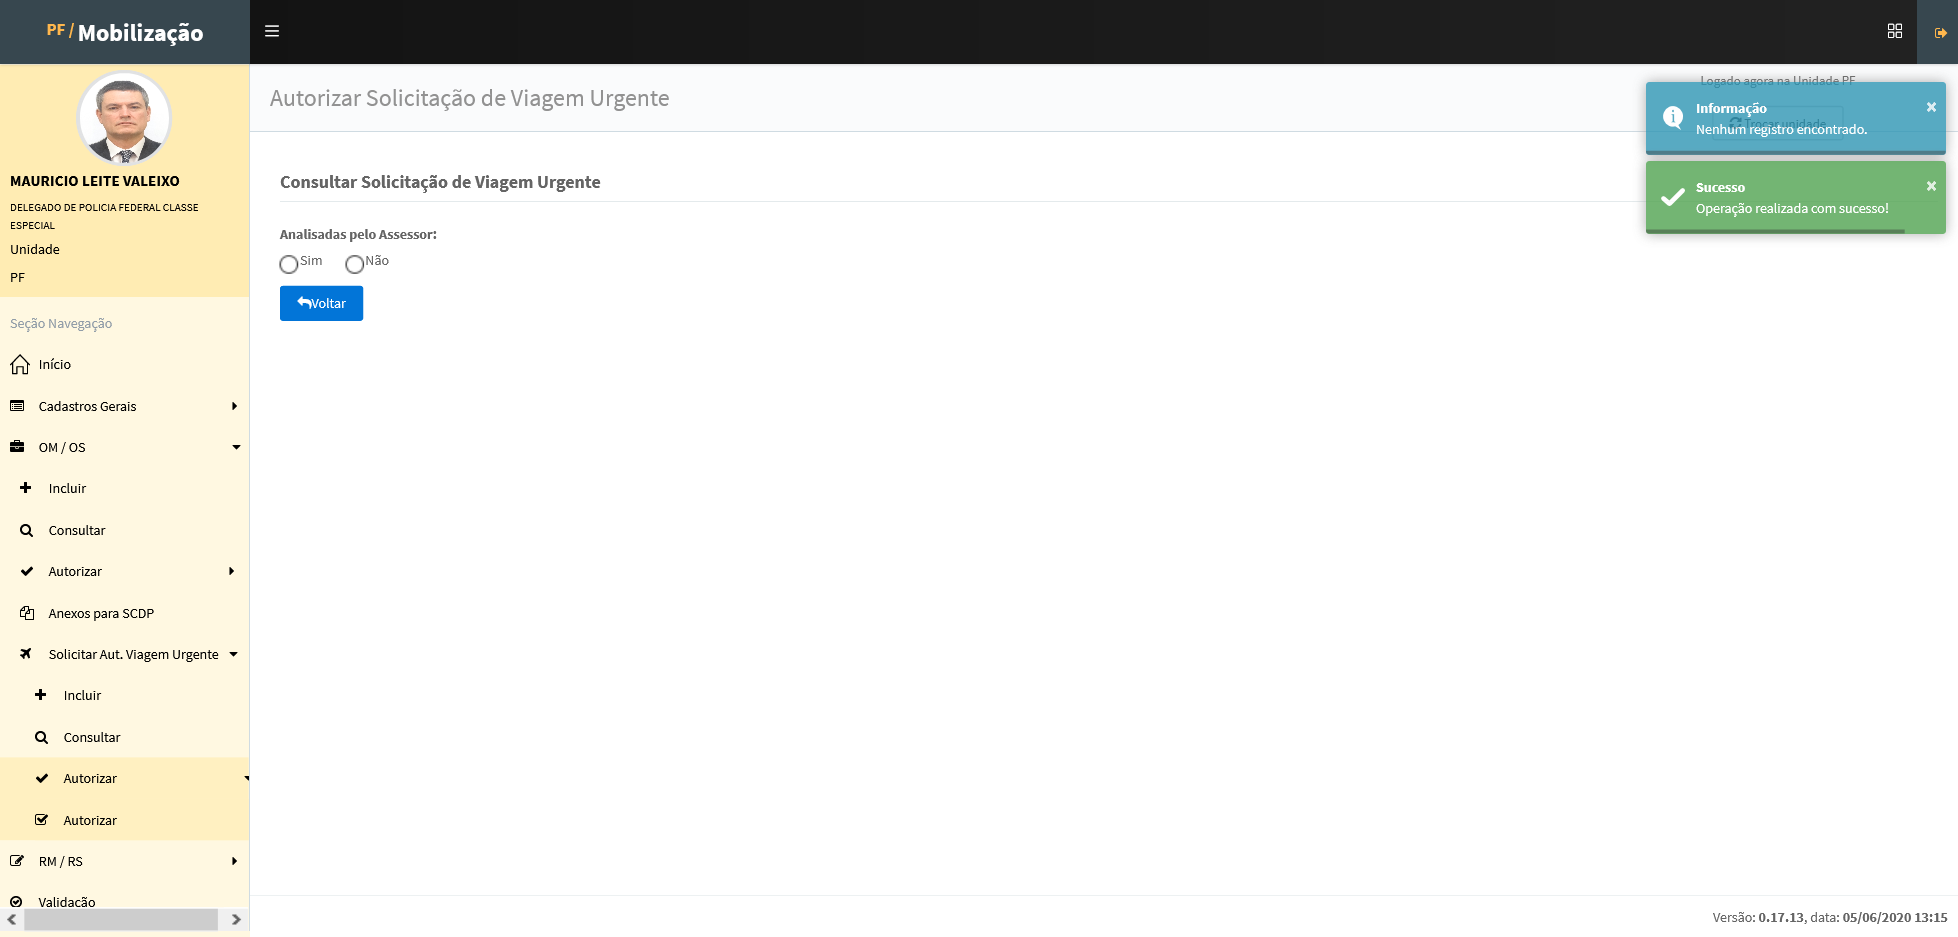 PF / Mobilização
MAURICIO LEITE VALEIXO
DELEGADO DE POLICIA FEDERAL CLASSE
ESPECIAL
Unidade
PF
Seção Navegação
Início
Cadastros Gerais
OM / OS
Incluir
Consultar
Autorizar
Anexos para SCDP
Solicitar Aut. Viagem Urgente
Incluir
Consultar
Autorizar
Autorizar
RM / RS
Validação
Autorizar Solicitação de Viagem Urgente
Logado agora na Unidade PF
Trocar unidade
Informação
Nenhum registro encontrado.
Sucesso
Operação realizada com sucesso!
Consultar Solicitação de Viagem Urgente
Analisadas pelo Assessor:
Sim Não
Voltar
Versão: 0.17.13, data: 05/06/2020 13:15